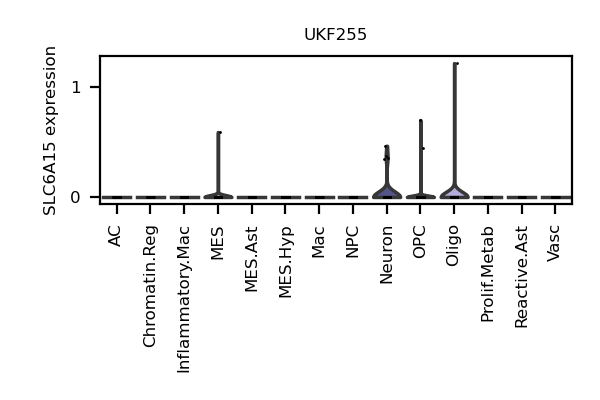 UKF255
SLC6A15 expression
1
0
AC
Chromatin.Reg
Inflammatory.Mac
MES
MES.Ast
MES.Hyp
Mac
NPC
Neuron
OPC
Oligo
Prolif.Metab
Reactive.Ast
Vasc